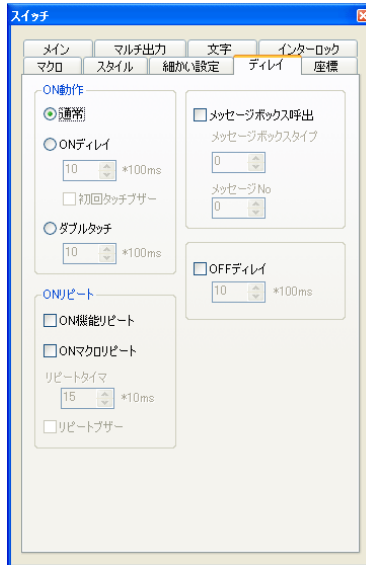 スイッチ
メイン
マルチ出力
文字
インターロック
マクロ
スタイル
細かい設定
ディレイ
座標
ON動作
通常
ONディレイ
10 *100ms
初回タッチブザー
ダブルタッチ
10 *100ms
ONリピート
ON機能リピート
ONマクロリピート
リピートタイマ
15 *10ms
リピートブザー
メッセージボックス呼出
メッセージボックスタイプ
0
メッセージNo
0
OFFディレイ
10 *100ms